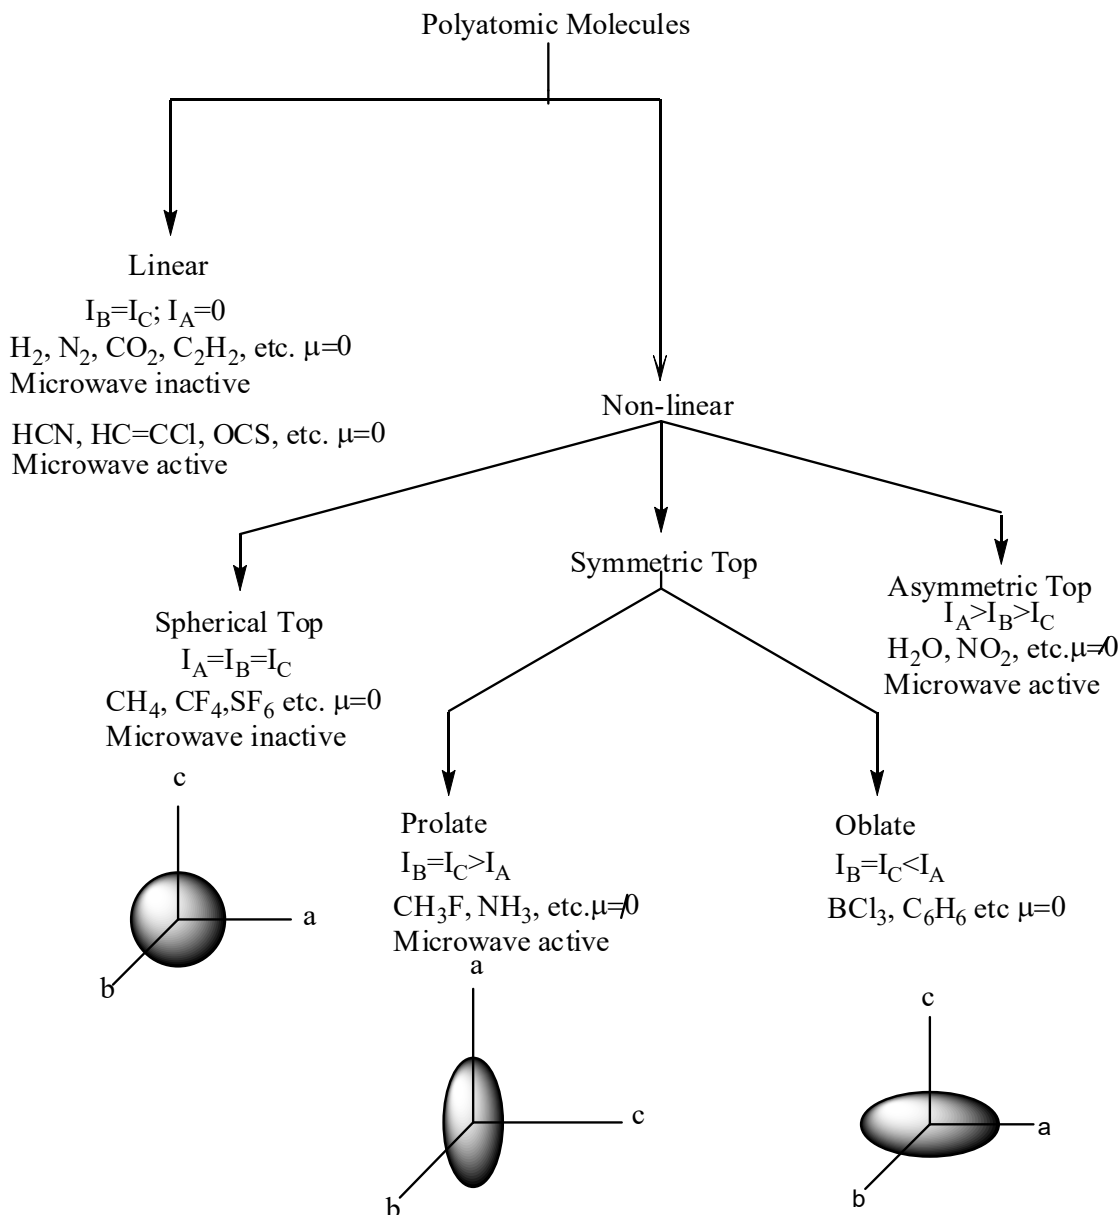 Polyatomic Molecules
Linear
I_B=I_C; I_A=0
H_2, N_2, CO_2, C_2H_2, etc. μ=0
Microwave inactive
HCN, HC=CCl, OCS, etc. μ=0
Microwave active
Non-linear
Spherical Top
I_A=I_B=I_C
CH_4, CF_4,SF_6 etc. μ=0
Microwave inactive
c
a
b
Symmetric Top
Asymmetric Top
I_A>I_B>I_C
H_2O, NO_2, etc.μ≠0
Microwave active
Prolate
I_B=I_C>I_A
CH_3F, NH_3, etc.μ≠0
Microwave active
a
c
b
Oblate
I_B=I_C<I_A
BCl_3, C_6H_6 etc μ=0
c
a
b